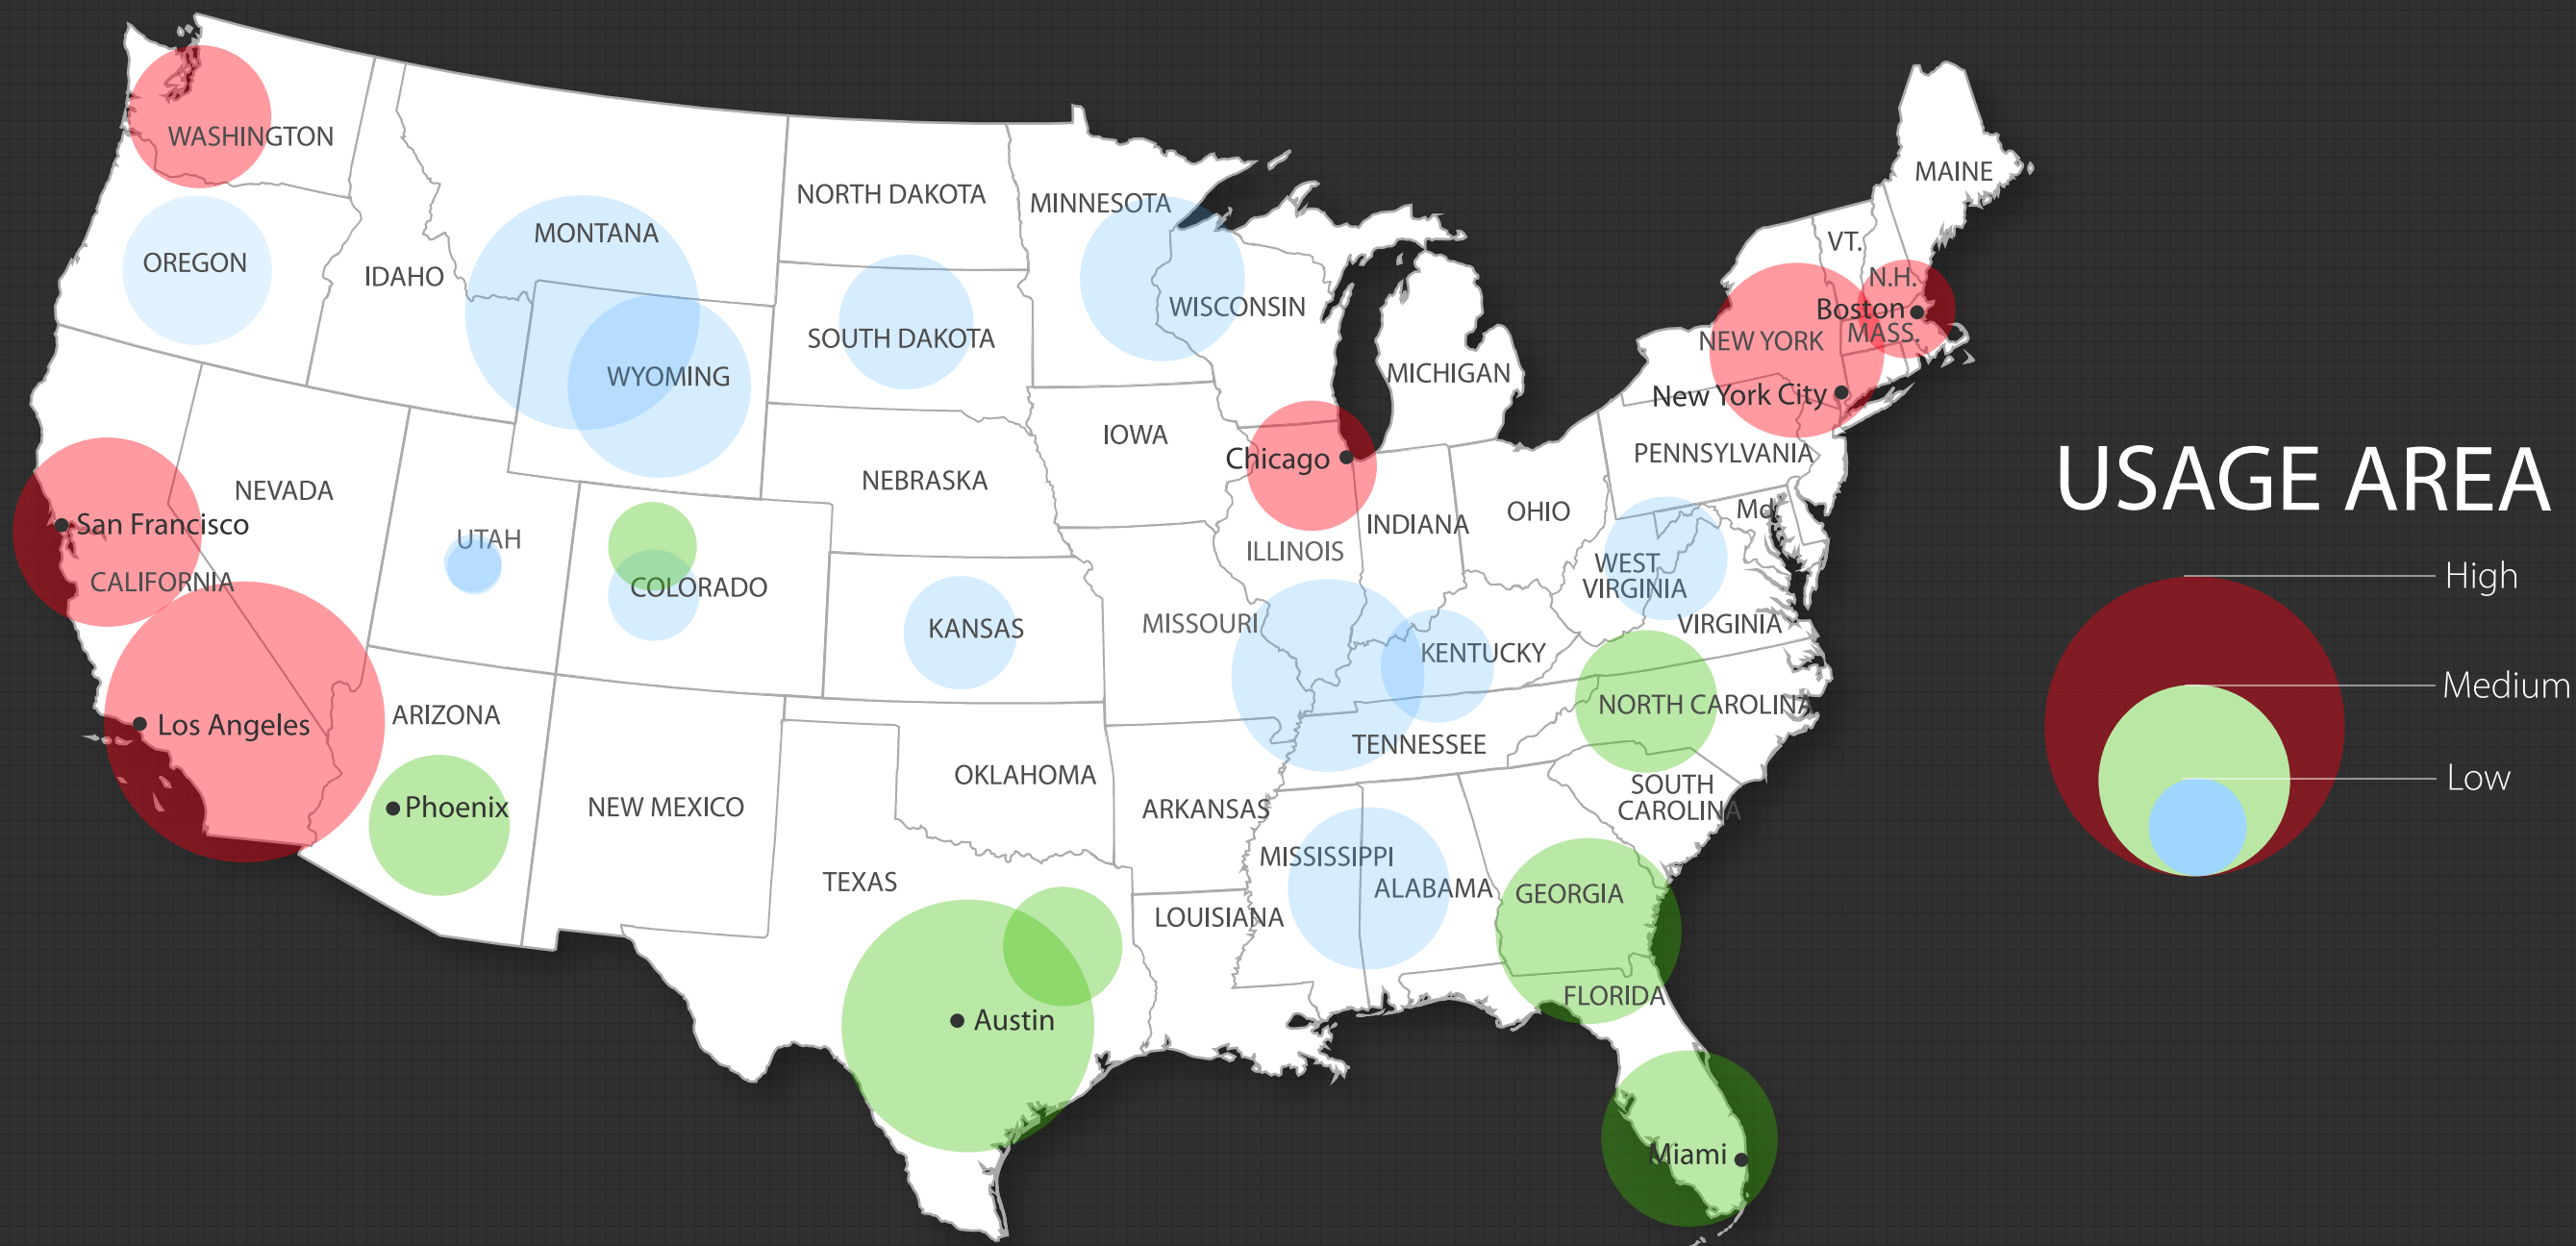 WASHINGTON
OREGON
IDAHO
MONTANA
WYOMING
NORTH DAKOTA
SOUTH DAKOTA
MINNESOTA
WISCONSIN
MICHIGAN
MAINE
VT.
N.H.
Boston
MASS.
NEW YORK
New York City
PENNSYLVANIA
Md
NEVADA
San Francisco
CALIFORNIA
UTAH
COLORADO
NEBRASKA
IOWA
Chicago
ILLINOIS
INDIANA
OHIO
WEST
VIRGINIA
VIRGINIA
KANSAS
MISSOURI
KENTUCKY
Los Angeles
ARIZONA
Phoenix
NEW MEXICO
OKLAHOMA
ARKANSAS
TENNESSEE
NORTH CAROLINA
SOUTH
CAROLINA
TEXAS
LOUISIANA
MISSISSIPPI
ALABAMA
GEORGIA
FLORIDA
Austin
Miami
USAGE AREA
High
Medium
Low